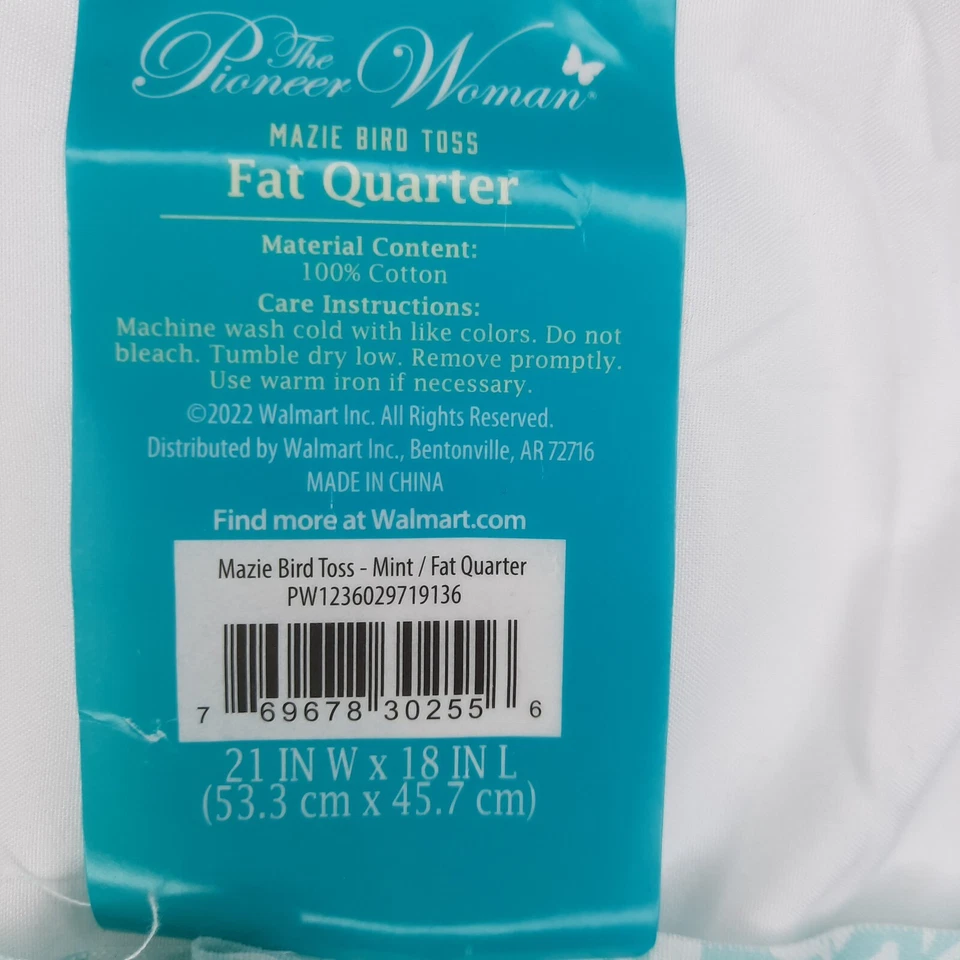 The Pioneer Woman®
MAZIE BIRD TOSS
Fat Quarter
Material Content:
100% Cotton
Care Instructions:
Machine wash cold with like colors. Do not
bleach. Tumble dry low. Remove promptly.
Use warm iron if necessary.
©2022 Walmart Inc. All Rights Reserved.
Distributed by Walmart Inc., Bentonville, AR 72716
MADE IN CHINA
Find more at Walmart.com
Mazie Bird Toss - Mint / Fat Quarter
PW1236029719136
7 69678 30255 6
21 IN W x 18 IN L
(53.3 cm x 45.7 cm)